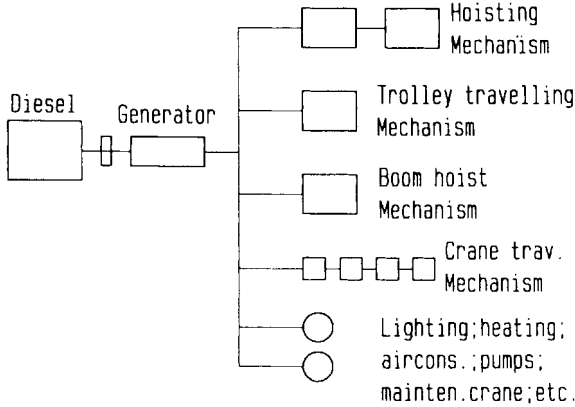 Hoisting
Mechanism
Diesel
Generator
Trolley travelling
Mechanism
Boom hoist
Mechanism
Crane trav.
Mechanism
Lighting;heating;
aircons.;pumps;
mainten.crane;etc.